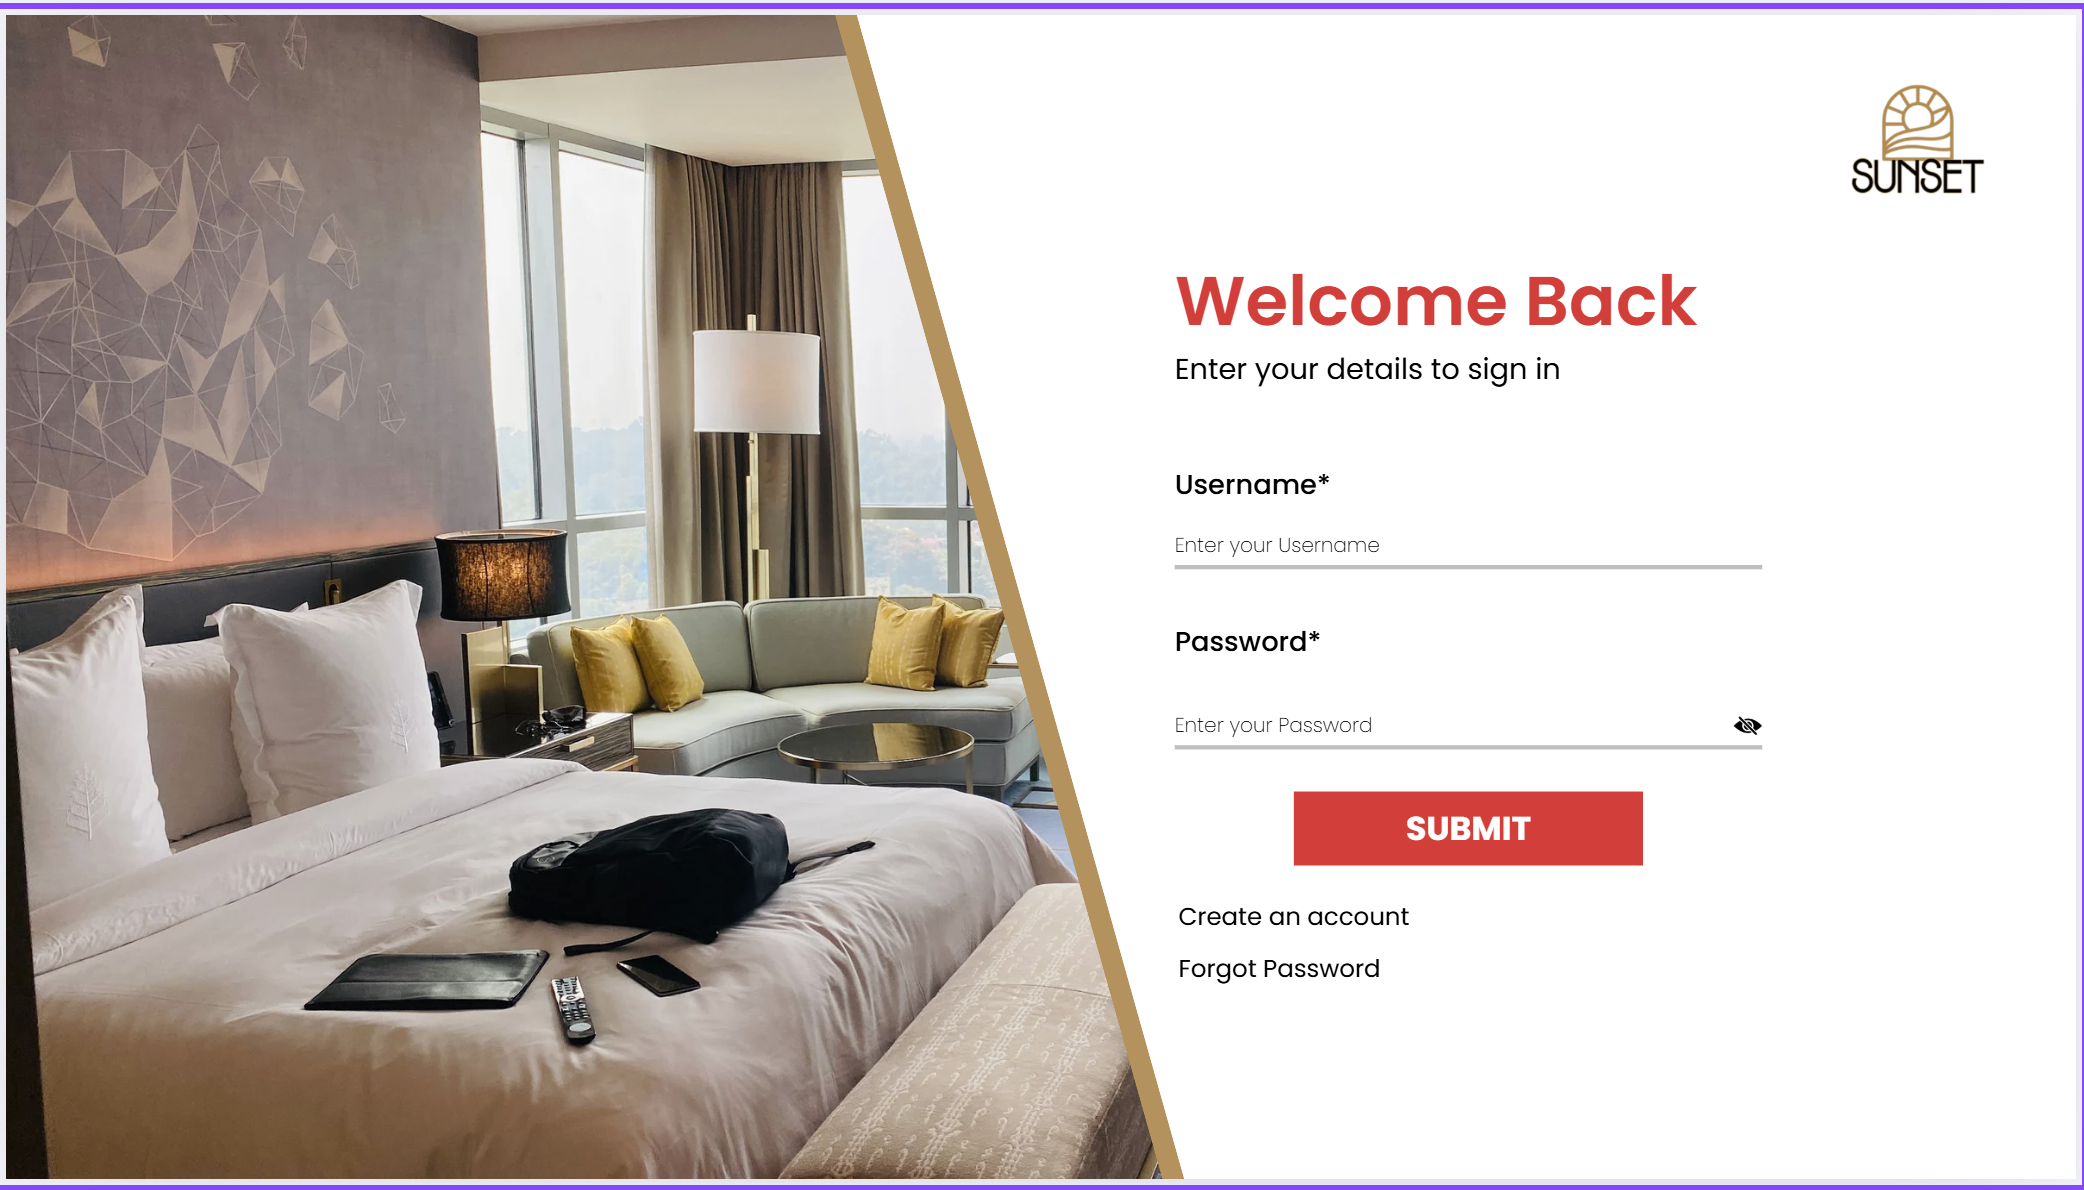 SUNSET
Welcome Back
Enter your details to sign in
Username*
Enter your Username
Password*
Enter your Password
SUBMIT
Create an account
Forgot Password